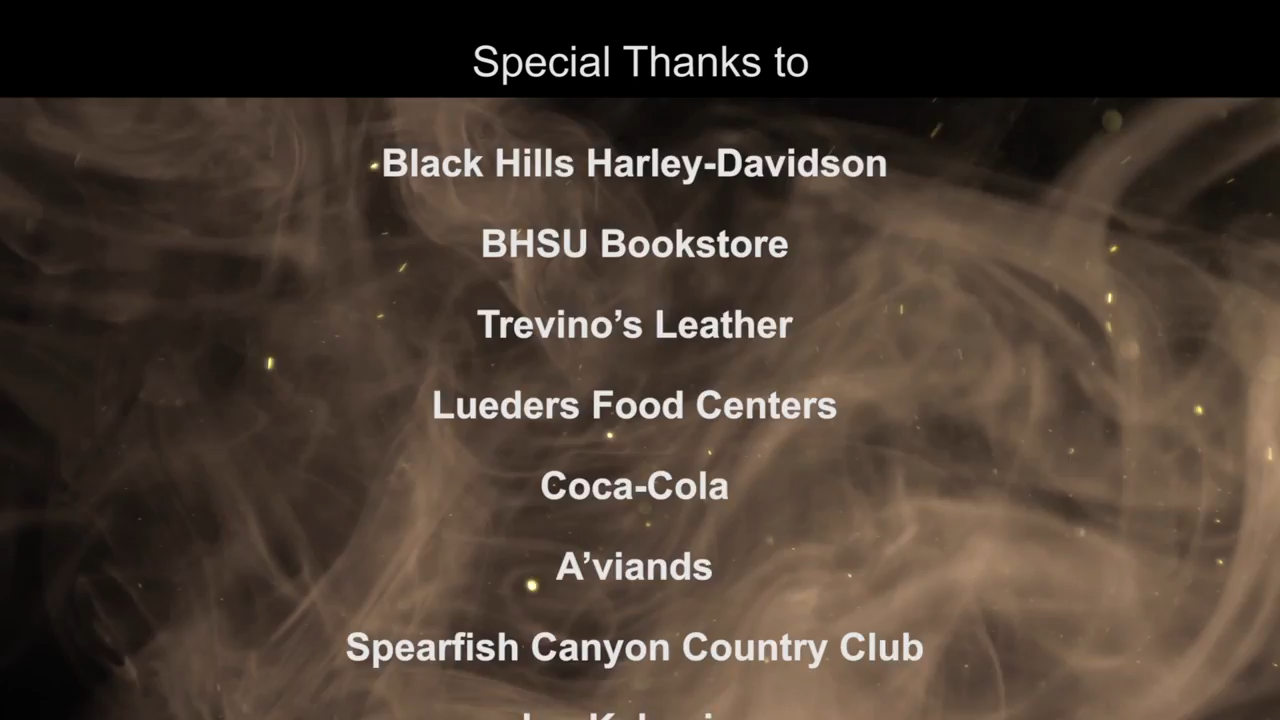 Special Thanks to
Black Hills Harley-Davidson
BHSU Bookstore
Trevino’s Leather
Lueders Food Centers
Coca-Cola
A’viands
Spearfish Canyon Country Club